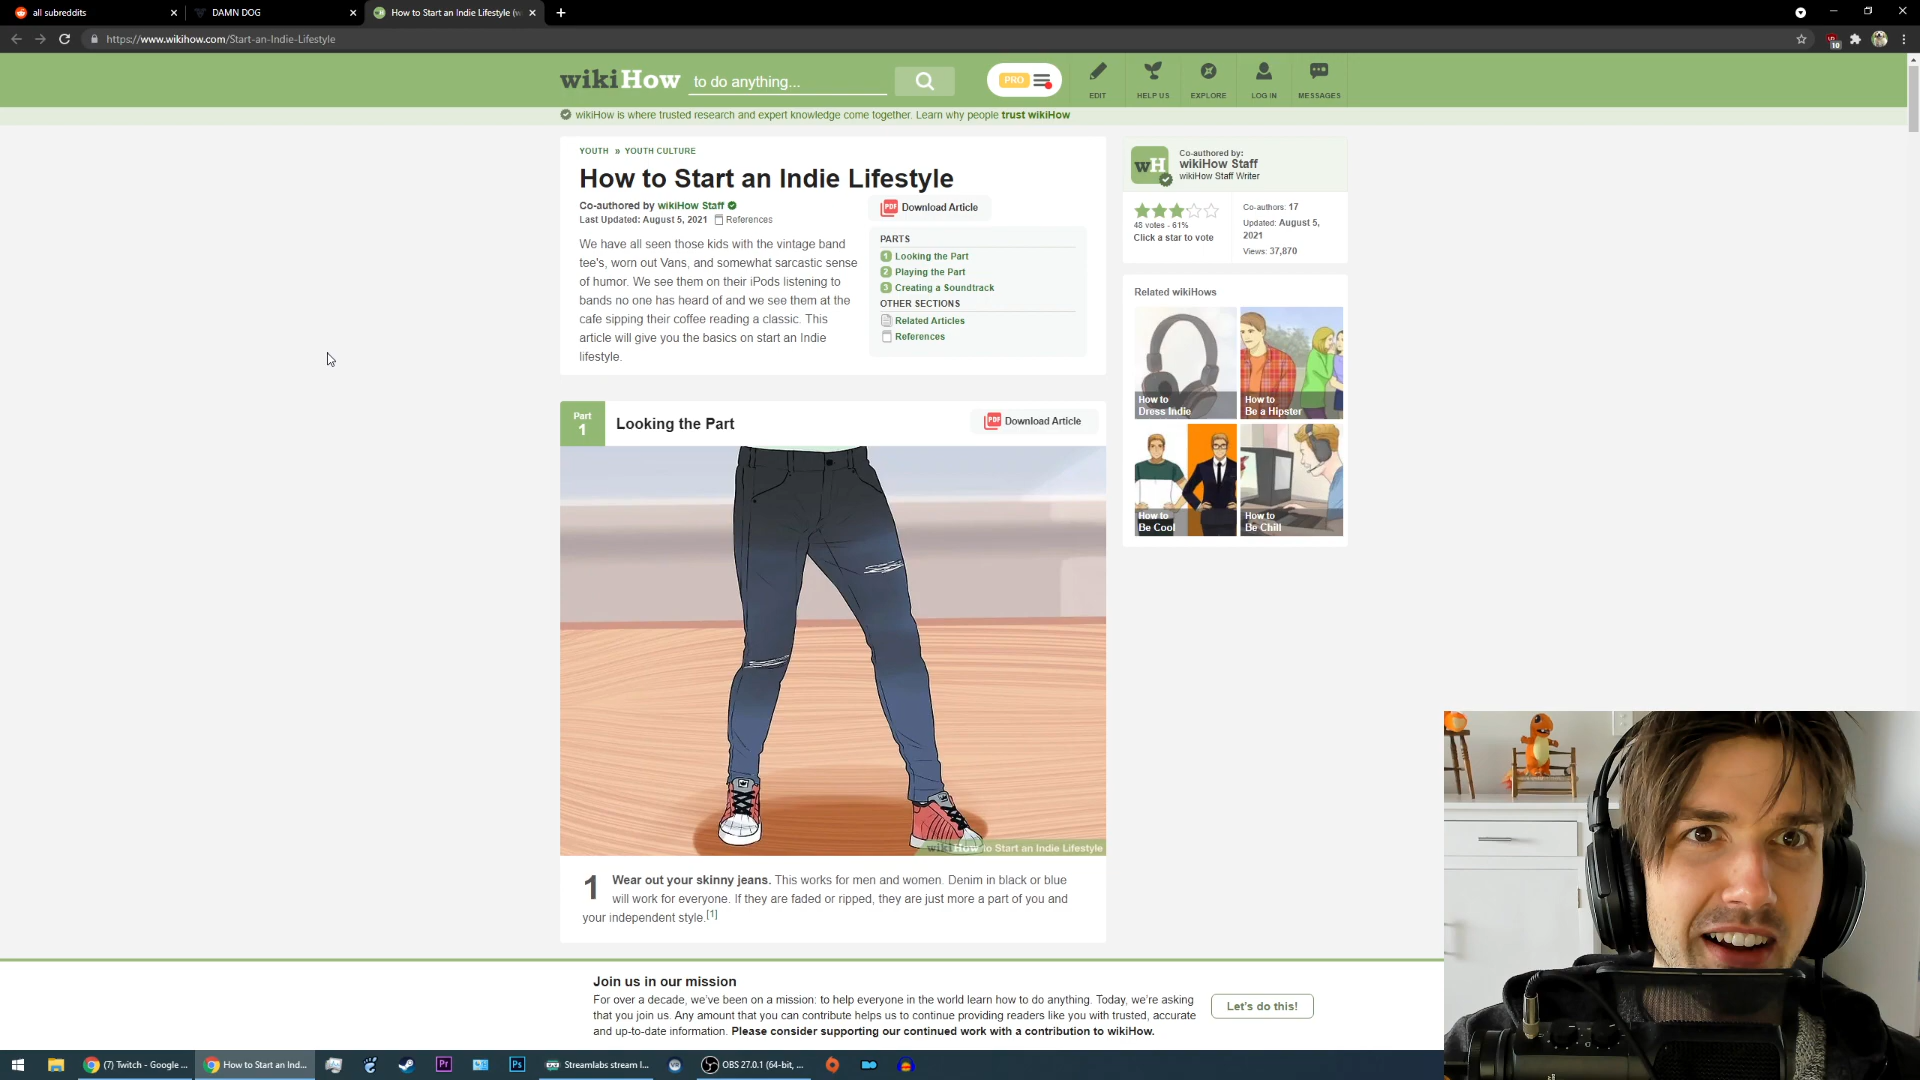 all subreddits
DAMN DOG
How to Start an Indie Lifestyle (w
https://www.wikihow.com/Start-an-Indie-Lifestyle
10
wikiHow to do anything...
PRO
EDIT
HELP US
EXPLORE
LOG IN
MESSAGES
wikiHow is where trusted research and expert knowledge come together. Learn why people trust wikiHow
YOUTH » YOUTH CULTURE
How to Start an Indie Lifestyle
Co-authored by wikiHow Staff
Last Updated: August 5, 2021 References
We have all seen those kids with the vintage band
tee's, worn out Vans, and somewhat sarcastic sense
of humor. We see them on their iPods listening to
bands no one has heard of and we see them at the
cafe sipping their coffee reading a classic. This
article will give you the basics on start an Indie
lifestyle.
PDF Download Article
PARTS
1 Looking the Part
2 Playing the Part
3 Creating a Soundtrack
OTHER SECTIONS
Related Articles
References
wH
Co-authored by:
wikiHow Staff
wikiHow Staff Writer
48 votes - 61%
Click a star to vote
Co-authors: 17
Updated: August 5,
2021
Views: 37,870
Related wikiHows
How to
Dress Indie
How to
Be a Hipster
How to
Be Cool
How to
Be Chill
Part
1
Looking the Part
PDF Download Article
wikiHow to Start an Indie Lifestyle
1 Wear out your skinny jeans. This works for men and women. Denim in black or blue
will work for everyone. If they are faded or ripped, they are just more a part of you and
your independent style.[1]
Join us in our mission
For over a decade, we've been on a mission: to help everyone in the world learn how to do anything. Today, we're asking
that you join us. Any amount that you can contribute helps us to continue providing readers like you with trusted, accurate
and up-to-date information. Please consider supporting our continued work with a contribution to wikiHow.
Let's do this!
(7) Twitch - Google ...
How to Start an Ind...
Pr
Ps
Streamlabs stream l...
OBS 27.0.1 (64-bit, ...